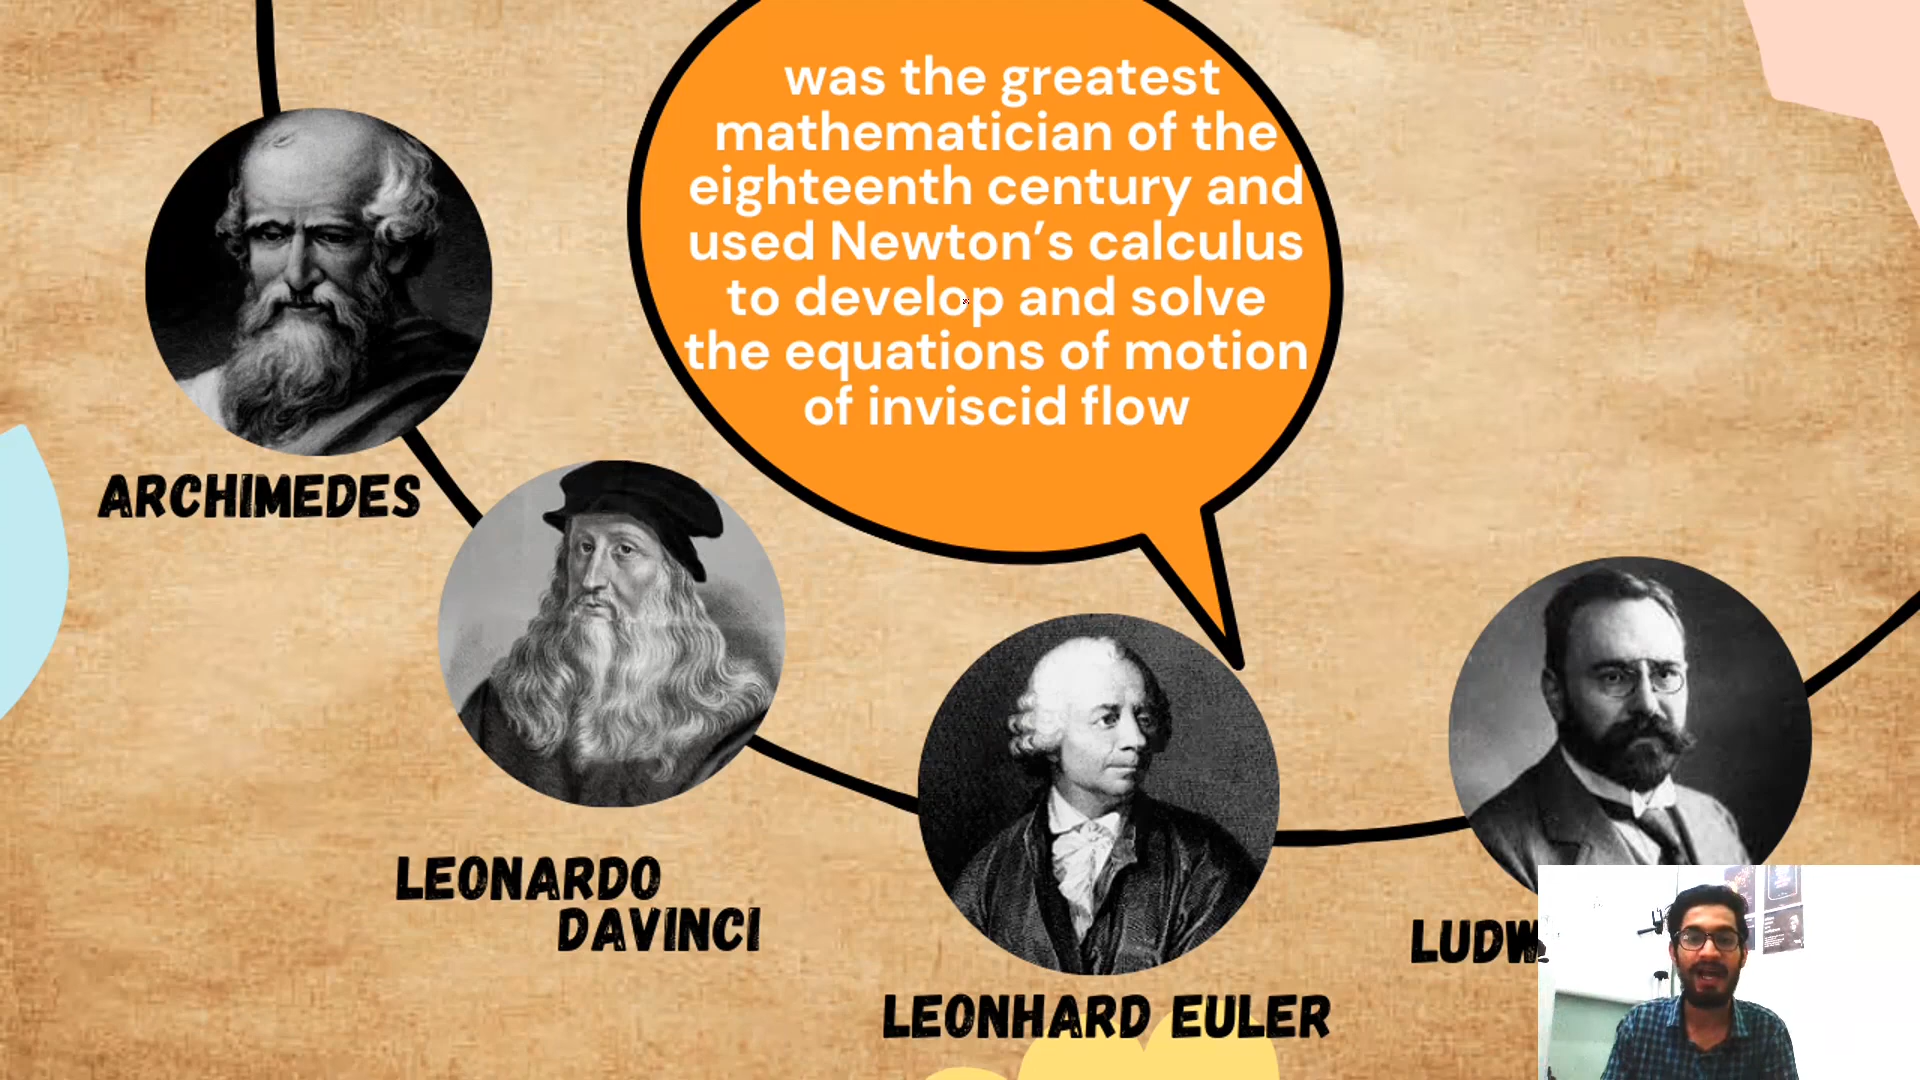 was the greatest
mathematician of the
eighteenth century and
used Newton’s calculus
to develop and solve
the equations of motion
of inviscid flow
ARCHIMEDES
LEONARDO
DAVINCI
LEONHARD EULER